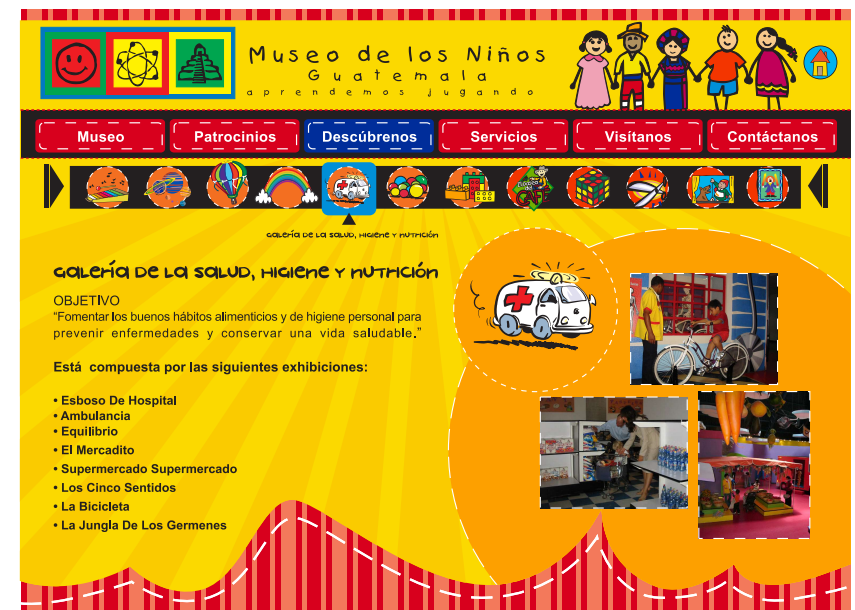 Museo de los Niños
Guatemala
aprendemos jugando
Museo
Patrocinios
Descúbrenos
Servicios
Visítanos
Contáctanos
Galería de la salud, higiene y nutrición
Galería de la salud, higiene y nutrición
OBJETIVO
“Fomentar los buenos hábitos alimenticios y de higiene personal para
prevenir enfermedades y conservar una vida saludable.”
Está compuesta por las siguientes exhibiciones:
• Esboso De Hospital
• Ambulancia
• Equilibrio
• El Mercadito
• Supermercado Supermercado
• Los Cinco Sentidos
• La Bicicleta
• La Jungla De Los Germenes